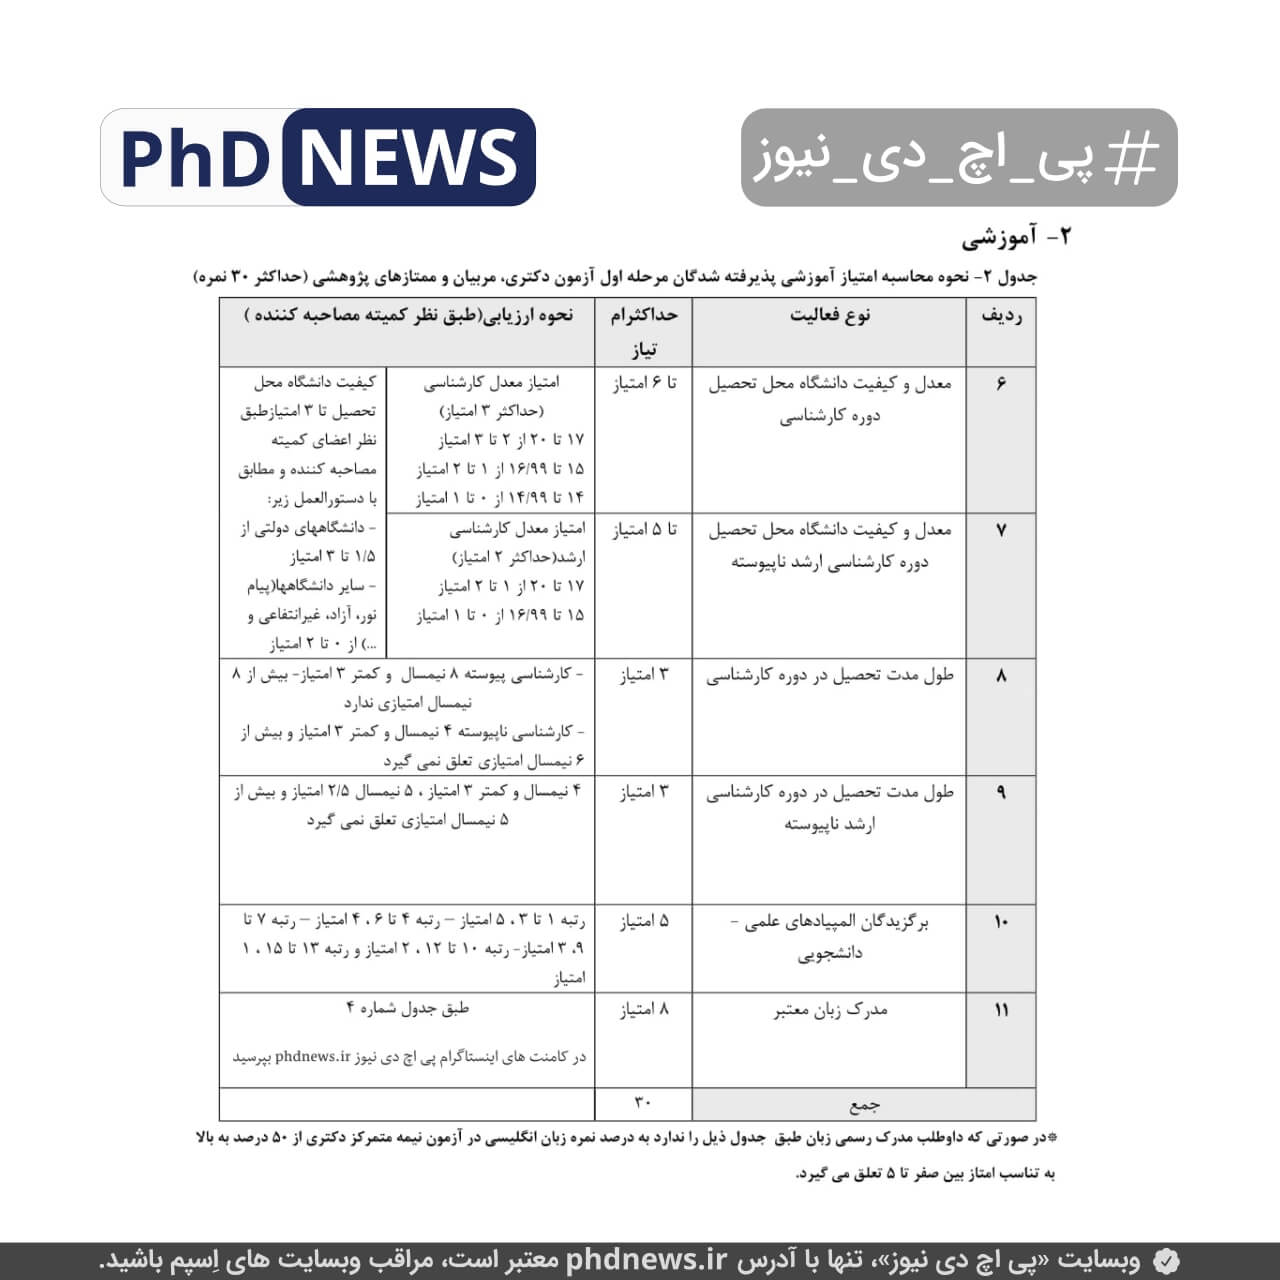 PhD NEWS
#پی_اچ_دی_نیوز
۲- آموزشی
جدول ۲- نحوه محاسبه امتیاز آموزشی پذیرفته شدگان مرحله اول آزمون دکتری، مربیان و ممتازهای پژوهشی (حداکثر ۳۰ نمره)
ردیف
نوع فعالیت
حداکثرام
تیاز
نحوه ارزیابی(طبق نظر کمیته مصاحبه کننده )
۶
معدل و کیفیت دانشگاه محل تحصیل
دوره کارشناسی
تا ۶ امتیاز
امتیاز معدل کارشناسی
(حداکثر ۳ امتیاز)
۱۷ تا ۲۰ از ۲ تا ۳ امتیاز
۱۵ تا ۱۶/۹۹ از ۱ تا ۲ امتیاز
۱۴ تا ۱۴/۹۹ از ۰ تا ۱ امتیاز
کیفیت دانشگاه محل
تحصیل تا ۳ امتیازطبق
نظر اعضای کمیته
مصاحبه کننده و مطابق
با دستورالعمل زیر:
- دانشگاههای دولتی از
۱/۵ تا ۳ امتیاز
- سایر دانشگاهها(پیام
نور، آزاد، غیرانتفاعی و
...) از ۰ تا ۲ امتیاز
۷
معدل و کیفیت دانشگاه محل تحصیل
دوره کارشناسی ارشد ناپیوسته
تا ۵ امتیاز
امتیاز معدل کارشناسی
ارشد(حداکثر ۲ امتیاز)
۱۷ تا ۲۰ از ۱ تا ۲ امتیاز
۱۵ تا ۱۶/۹۹ از ۰ تا ۱ امتیاز
۸
طول مدت تحصیل در دوره کارشناسی
۳ امتیاز
- کارشناسی پیوسته ۸ نیمسال و کمتر ۳ امتیاز- بیش از ۸
نیمسال امتیازی ندارد
- کارشناسی ناپیوسته ۴ نیمسال و کمتر ۳ امتیاز و بیش از
۶ نیمسال امتیازی تعلق نمی گیرد
۹
طول مدت تحصیل در دوره کارشناسی
ارشد ناپیوسته
۳ امتیاز
۴ نیمسال و کمتر ۳ امتیاز ، ۵ نیمسال ۲/۵ امتیاز و بیش از
۵ نیمسال امتیازی تعلق نمی گیرد
۱۰
برگزیدگان المپیادهای علمی –
دانشجویی
۵ امتیاز
رتبه ۱ تا ۳ ، ۵ امتیاز – رتبه ۴ تا ۶ ، ۴ امتیاز – رتبه ۷ تا
۹، ۳ امتیاز- رتبه ۱۰ تا ۱۲ ، ۲ امتیاز و رتبه ۱۳ تا ۱۵ ، ۱
امتیاز
۱۱
مدرک زبان معتبر
۸ امتیاز
طبق جدول شماره ۴
در کامنت های اینستاگرام پی اچ دی نیوز phdnews.ir بپرسید
جمع
۳۰
*در صورتی که داوطلب مدرک رسمی زبان طبق جدول ذیل را ندارد به درصد نمره زبان انگلیسی در آزمون نیمه متمرکز دکتری از ۵۰ درصد به بالا
به تناسب امتاز بین صفر تا ۵ تعلق می گیرد.
وبسایت «پی اچ دی نیوز»، تنها با آدرس phdnews.ir معتبر است، مراقب وبسایت های اِسپم باشید.